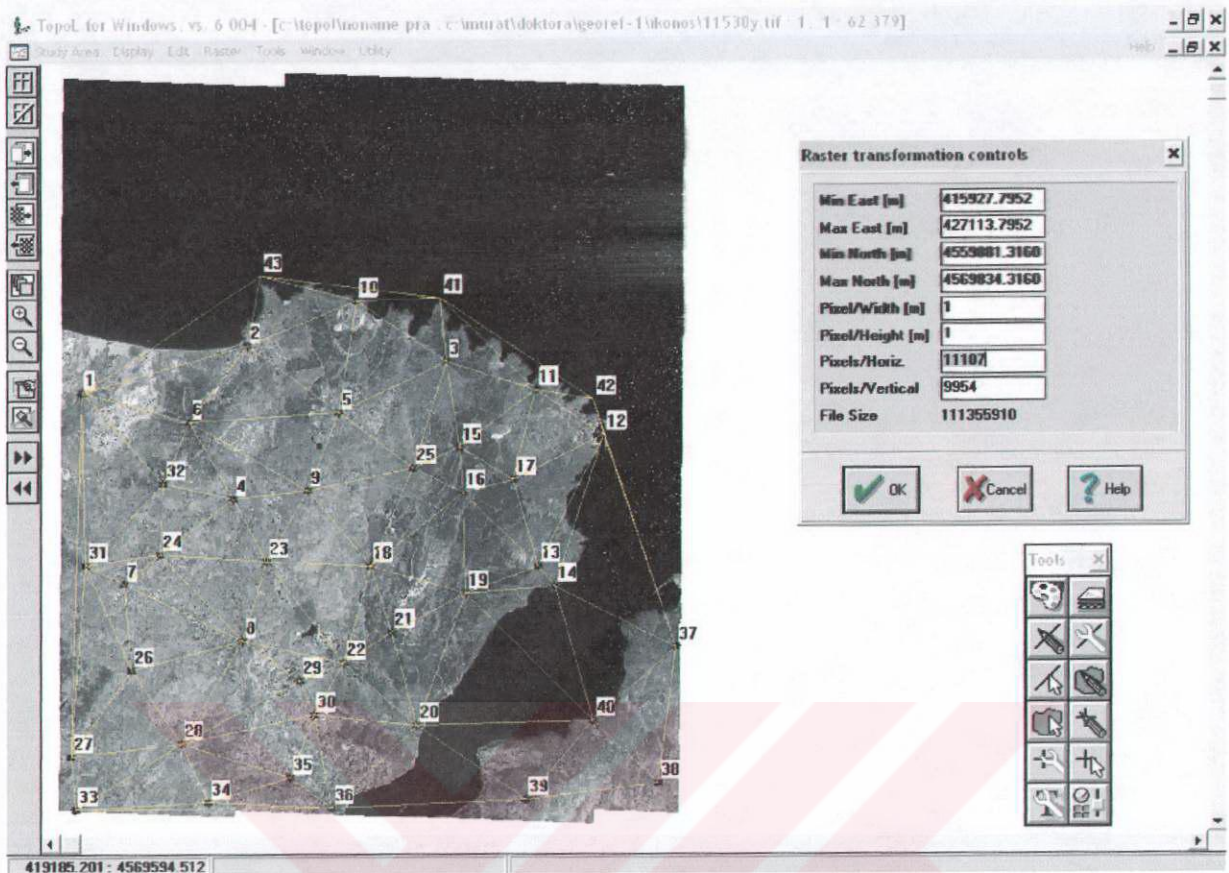 TopoL for Windows, vs. 6.004 - [c:\topol\noname.pra, c:\murat\doktora\georef-1\ikonos\11530y.tif 1 : 1 - 62 379]
Study Area Display Edit Raster Tools Window Utility Help
43
10
41
2
3
11
42
1
12
6
5
15
25
17
32
4
9
16
31
24
23
18
13
7
14
19
21
8
37
22
26
29
30
20
40
28
27
35
38
34
36
39
33
Raster transformation controls
Min East [m] 415927.7952
Max East [m] 427113.7952
Min North [m] 4559881.3160
Max North [m] 4569834.3160
Pixel/Width [m] 1
Pixel/Height [m] 1
Pixels/Horiz. 11187
Pixels/Vertical 9954
File Size 111355910
OK Cancel Help
Tools
419185.201 : 4569594.512